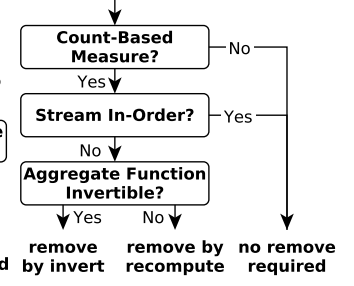 Count-Based
Measure?
No
Yes
Stream In-Order?
Yes
No
Aggregate Function
Invertible?
Yes
No
remove
by invert
remove by
recompute
no remove
required